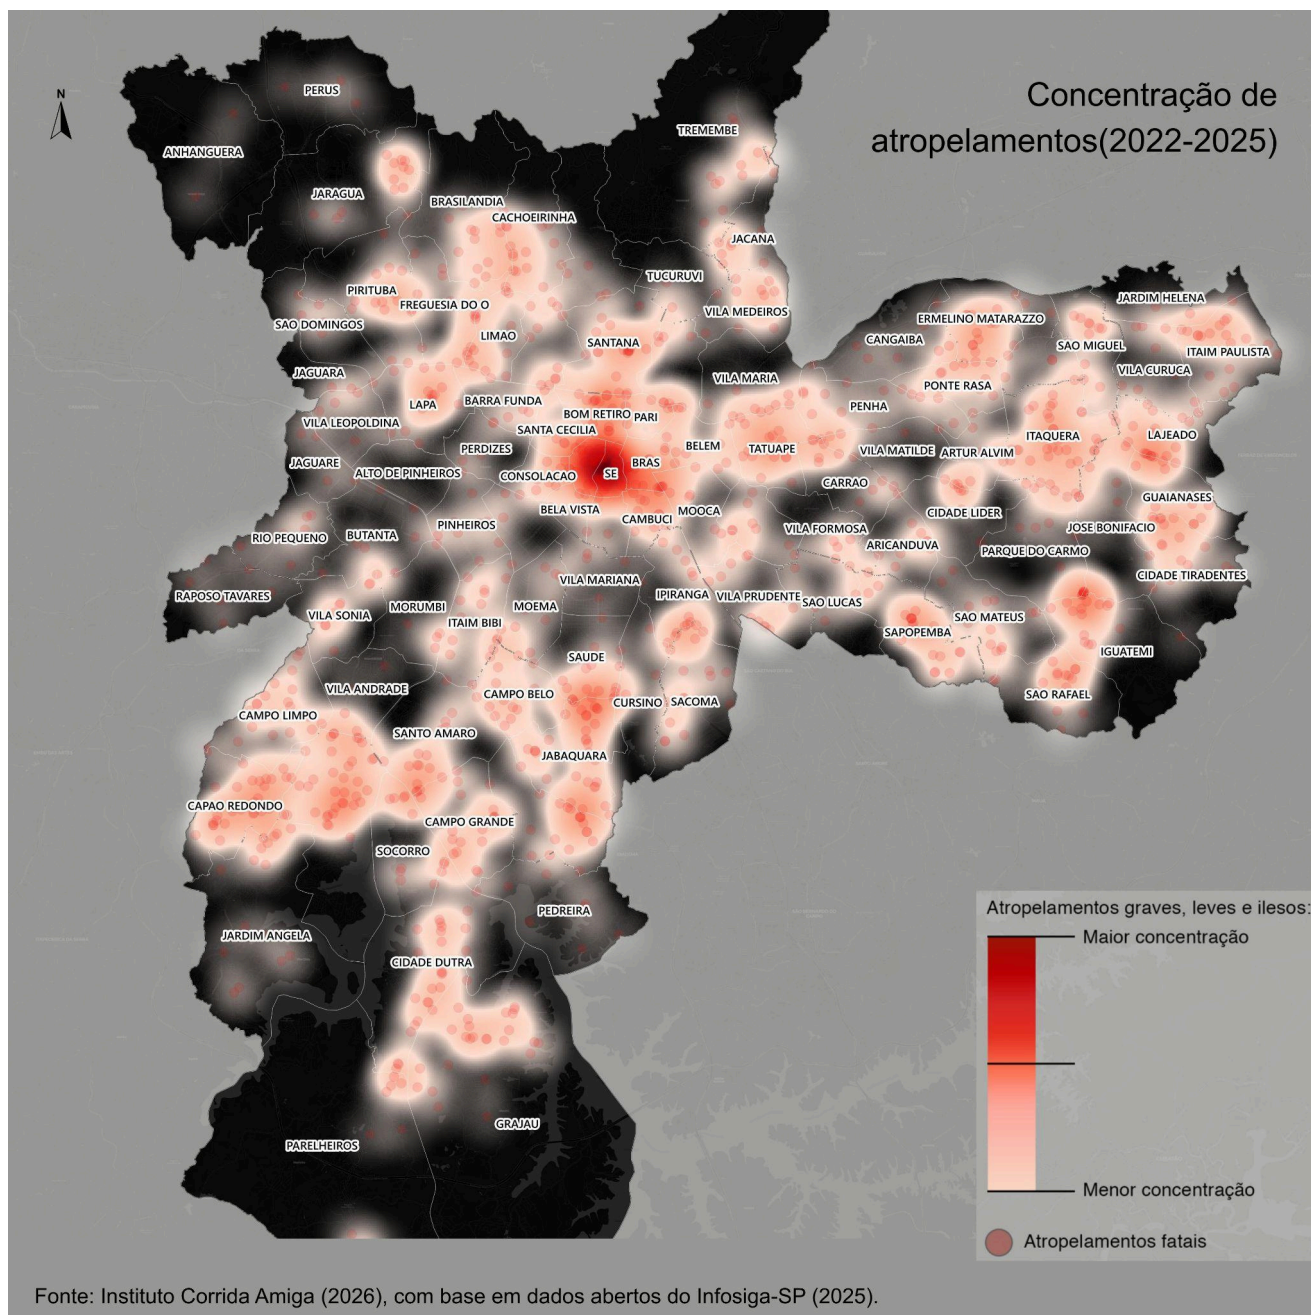 N
Concentração de
atropelamentos(2022-2025)
PERUS
TREMEMBE
ANHANGUERA
JARAGUA
BRASILANDIA
CACHOEIRINHA
JACANA
TUCURUVI
PIRITUBA
FREGUESIA DO O
VILA MEDEIROS
JARDIM HELENA
SAO DOMINGOS
ERMELINO MATARAZZO
LIMAO
SANTANA
CANGAIBA
SAO MIGUEL
ITAIM PAULISTA
JAGUARA
VILA MARIA
VILA CURUCA
PONTE RASA
LAPA
BARRA FUNDA
PENHA
BOM RETIRO
PARI
VILA LEOPOLDINA
SANTA CECILIA
ITAQUERA
LAJEADO
PERDIZES
BELEM
TATUAPE
VILA MATILDE
ARTUR ALVIM
JAGUARE
ALTO DE PINHEIROS
CONSOLACAO
SE
BRAS
CARRAO
GUAIANASES
BELA VISTA
CAMBUCI
MOOCA
CIDADE LIDER
PINHEIROS
VILA FORMOSA
JOSE BONIFACIO
RIO PEQUENO
BUTANTA
ARICANDUVA
PARQUE DO CARMO
VILA MARIANA
CIDADE TIRADENTES
RAPOSO TAVARES
IPIRANGA
VILA PRUDENTE
SAO LUCAS
MORUMBI
MOEMA
VILA SONIA
ITAIM BIBI
SAO MATEUS
SAPOPEMBA
SAUDE
IGUATEMI
VILA ANDRADE
CAMPO BELO
CURSINO
SACOMA
SAO RAFAEL
CAMPO LIMPO
SANTO AMARO
JABAQUARA
CAPAO REDONDO
CAMPO GRANDE
SOCORRO
PEDREIRA
JARDIM ANGELA
CIDADE DUTRA
GRAJAU
PARELHEIROS
Atropelamentos graves, leves e ilesos:
Maior concentração
Menor concentração
Atropelamentos fatais
Fonte: Instituto Corrida Amiga (2026), com base em dados abertos do Infosiga-SP (2025).